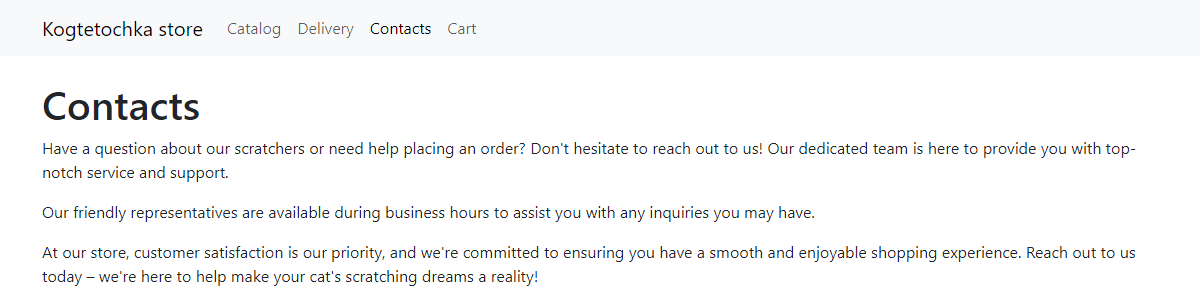 Kogtetochka store Catalog Delivery Contacts Cart
Contacts
Have a question about our scratchers or need help placing an order? Don't hesitate to reach out to us! Our dedicated team is here to provide you with top-
notch service and support.
Our friendly representatives are available during business hours to assist you with any inquiries you may have.
At our store, customer satisfaction is our priority, and we're committed to ensuring you have a smooth and enjoyable shopping experience. Reach out to us
today – we're here to help make your cat's scratching dreams a reality!